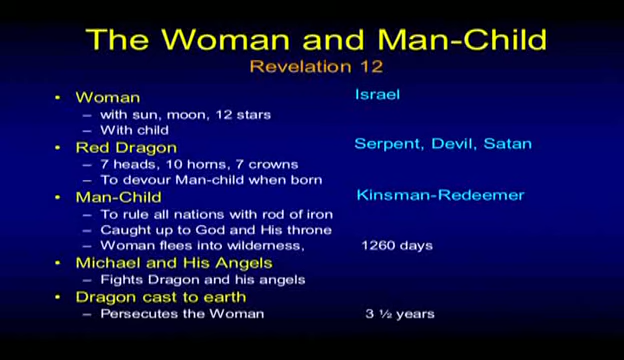 The Woman and Man-Child
Revelation 12
• Woman Israel
– with sun, moon, 12 stars
– With child
• Red Dragon Serpent, Devil, Satan
– 7 heads, 10 horns, 7 crowns
– To devour Man-child when born
• Man-Child Kinsman-Redeemer
– To rule all nations with rod of iron
– Caught up to God and His throne
– Woman flees into wilderness, 1260 days
• Michael and His Angels
– Fights Dragon and his angels
• Dragon cast to earth
– Persecutes the Woman 3 ½ years